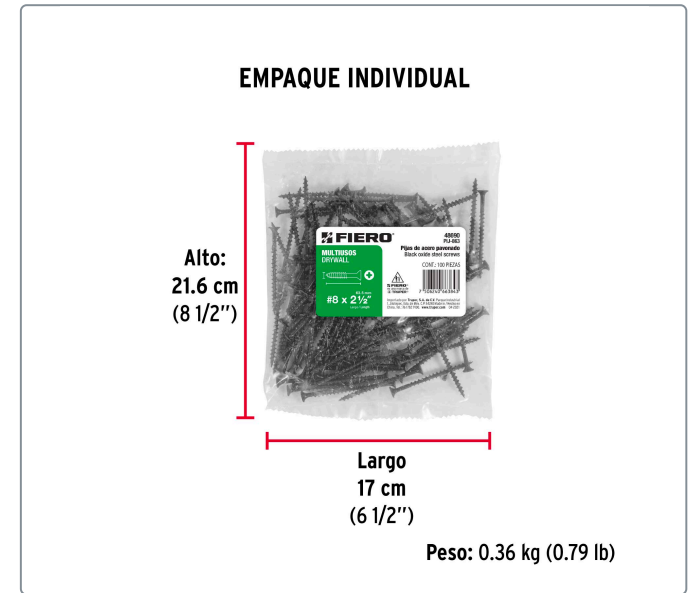 EMPAQUE INDIVIDUAL
Alto:
21.6 cm
(8 1/2’’)
FIERO®
48690
PIJ-863
MULTIUSOS
DRYWALL
Pijas de acero pavonado
Black oxide steel screws
CONT.: 100 PIEZAS
#8 x 2½"
FIERO
Largo
17 cm
(6 1/2’’)
Peso: 0.36 kg (0.79 lb)